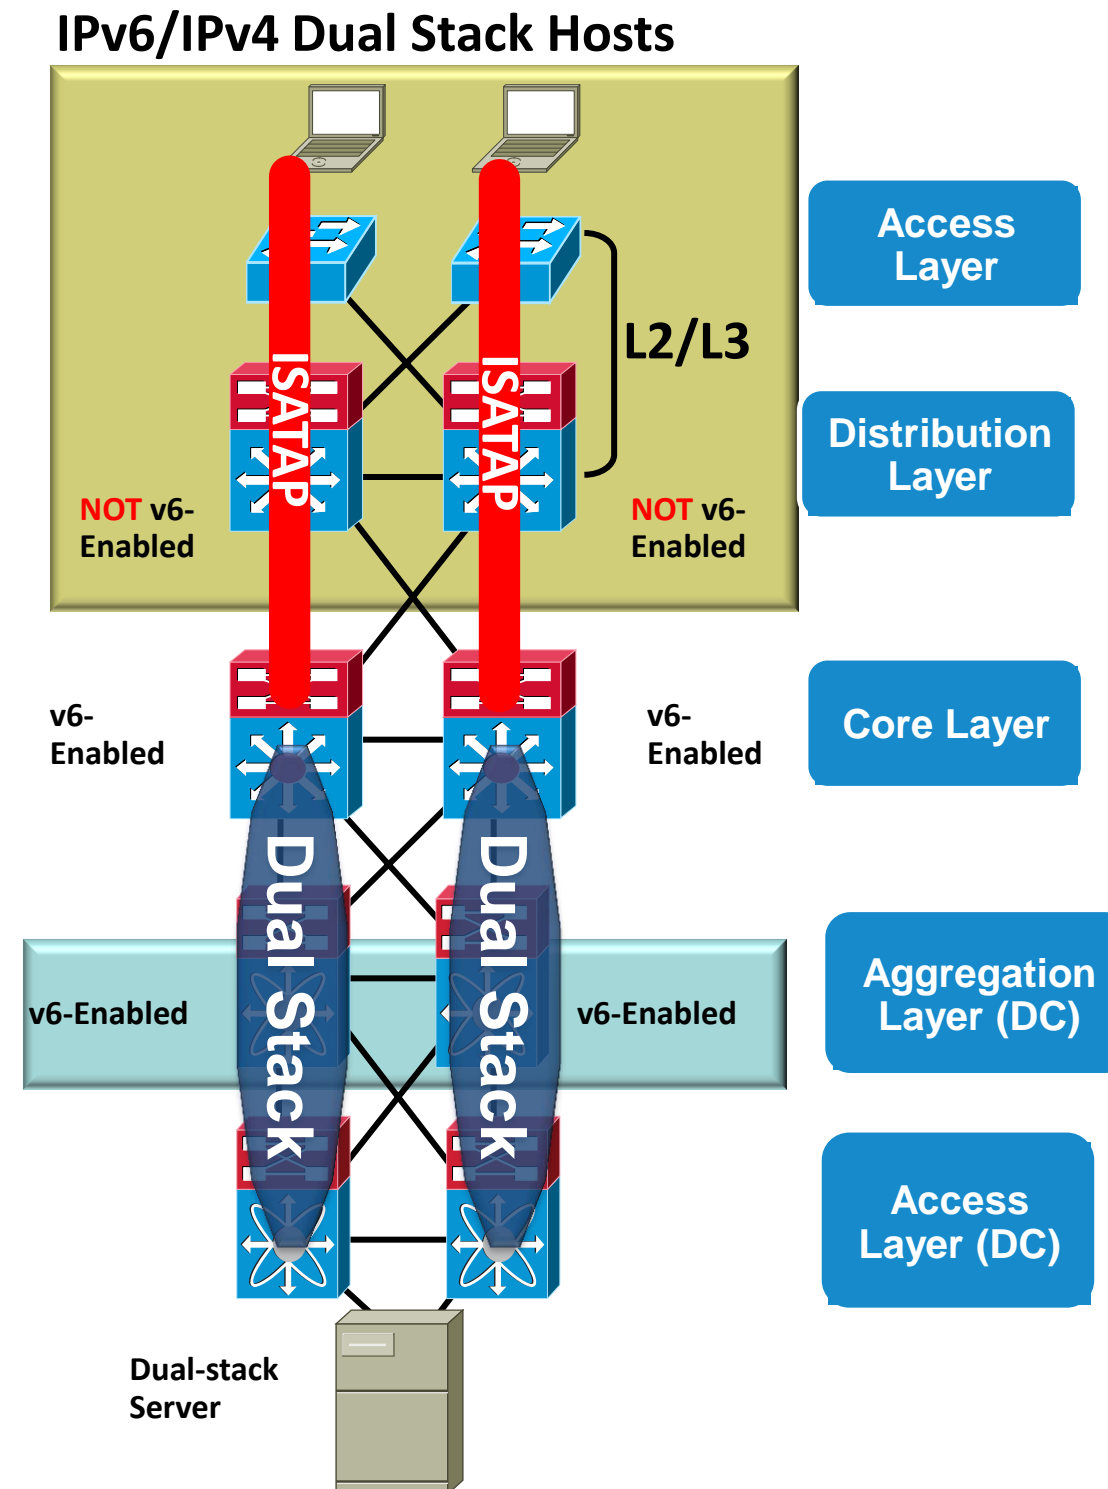 IPv6/IPv4 Dual Stack Hosts
Access
Layer
L2/L3
ISATAP
ISATAP
Distribution
Layer
NOT v6-
Enabled
NOT v6-
Enabled
v6-
Enabled
v6-
Enabled
Core Layer
Dual Stack
Dual Stack
v6-Enabled
v6-Enabled
Aggregation
Layer (DC)
Access
Layer (DC)
Dual-stack
Server